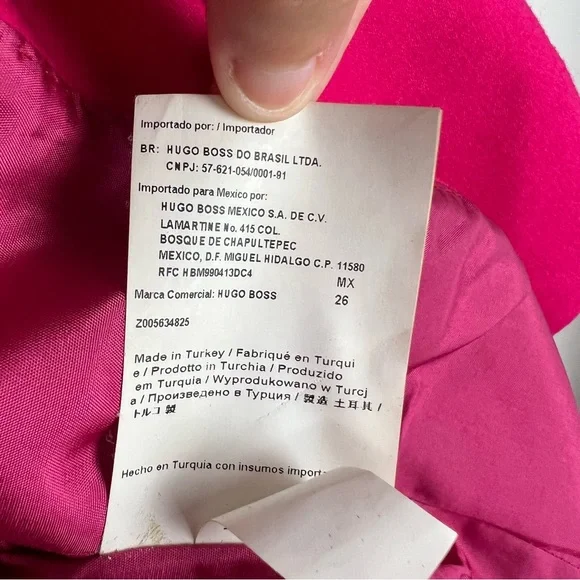 Importado por: / Importador
BR: HUGO BOSS DO BRASIL LTDA.
CNPJ: 57-621-054/0001-91
Importado para Mexico por:
HUGO BOSS MEXICO S.A. DE C.V.
LAMARTINE No. 415 COL.
BOSQUE DE CHAPULTEPEC
MEXICO, D.F. MIGUEL HIDALGO C.P. 11580
RFC HBM990413DC4 MX
Marca Comercial: HUGO BOSS 26
Z005634825
Made in Turkey / Fabriqué en Turqui
e / Prodotto in Turchia / Produzido
em Turquia / Wyprodukowano w Turcj
a / Произведено в Турция / 製造 土耳其 /
トルコ 製
Hecho en Turquia con insumos